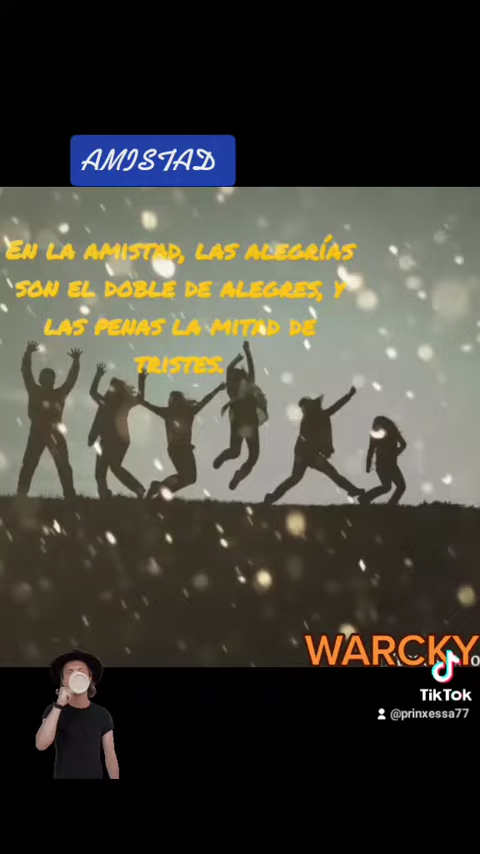 AMISTAD
En la amistad, las alegrías
son el doble de alegres, y
las penas la mitad de
tristes.
WARCKY
TikTok
@prinxessa77